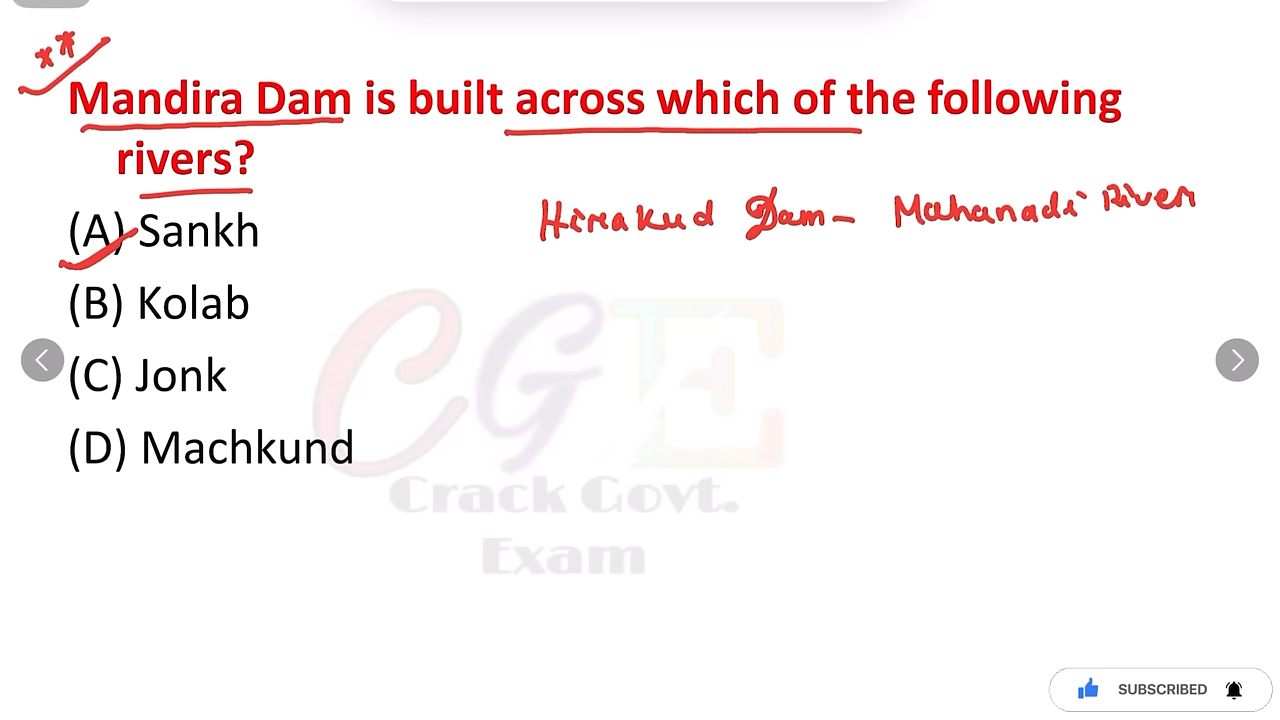 Mandira Dam is built across which of the following
rivers?
(A) Sankh
Hirakud Dam - Mahanadi River
(B) Kolab
(C) Jonk
(D) Machkund
CGE
Crack Govt.
Exam
SUBSCRIBED